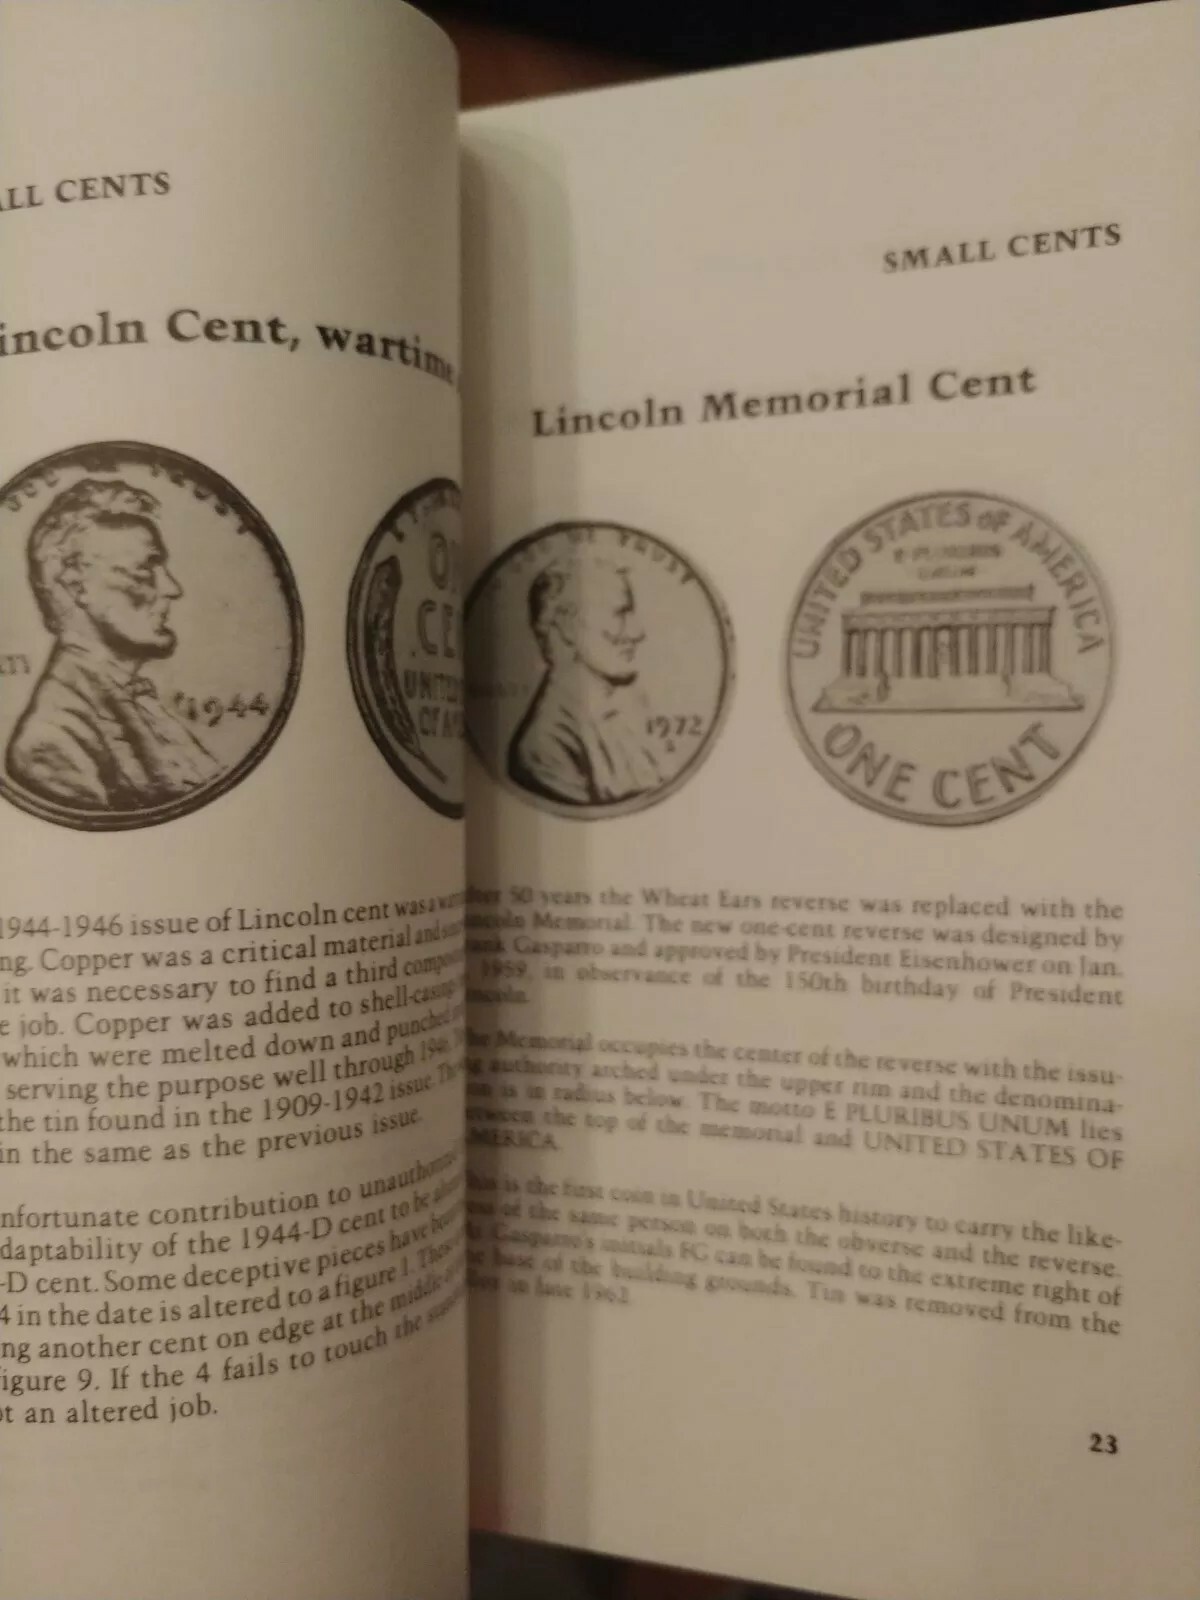 ALL CENTS
incoln Cent, wartime
TRUST
1944
CE
UNITED
1944-1946 issue of Lincoln cent was a
ng. Copper was a critical material and
it was necessary to find a third
e job. Copper was added to shell-casing
which were melted down and punched
serving the purpose well through 1946.
the tin found in the 1909-1942 issue. The
in the same as the previous issue.
nfortunate contribution to
daptability of the 1944-D cent to be
-D cent. Some deceptive pieces have
4 in the date is altered to a figure 1.
ng another cent on edge at the middle
igure 9. If the 4 fails to touch the
ot an altered job.
SMALL CENTS
Lincoln Memorial Cent
TRUST
1972
UNITED STATES OF AMERICA
E PLURIBUS
UNUM
ONE CENT
50 years the Wheat Ears reverse was replaced with the
Memorial. The new one-cent reverse was designed by
Gasparro and approved by President Eisenhower on Jan.
1959, in observance of the 150th birthday of President
Memorial occupies the center of the reverse with the issu-
authority arched under the upper rim and the denomina-
is in radius below. The motto E PLURIBUS UNUM lies
the top of the memorial and UNITED STATES OF
MERICA.
is the first coin in United States history to carry the like-
of the same person on both the obverse and the reverse.
Gasparro's initials FG can be found to the extreme right of
base of the building grounds. Tin was removed from the
in late 1962.
23